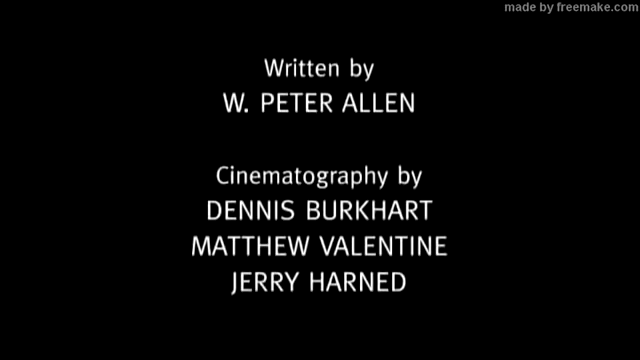 made by freemake.com
Written by
W. PETER ALLEN
Cinematography by
DENNIS BURKHART
MATTHEW VALENTINE
JERRY HARNED